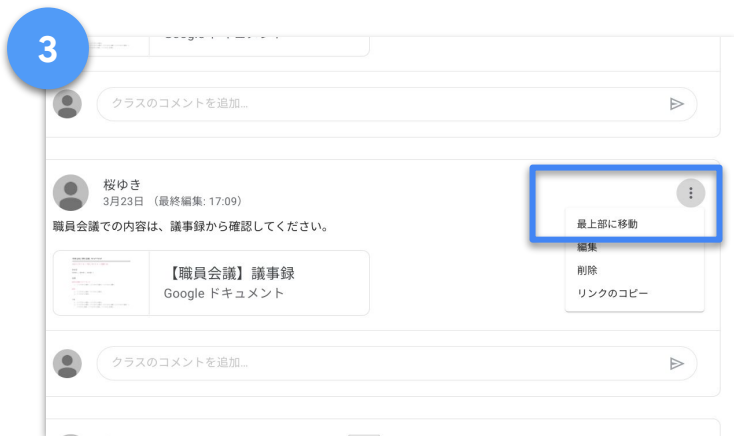 3
クラスのコメントを追加...
桜ゆき
3月23日 (最終編集: 17:09)
職員会議での内容は、議事録から確認してください。
最上部に移動
編集
削除
リンクのコピー
【職員会議】議事録
Google ドキュメント
クラスのコメントを追加...